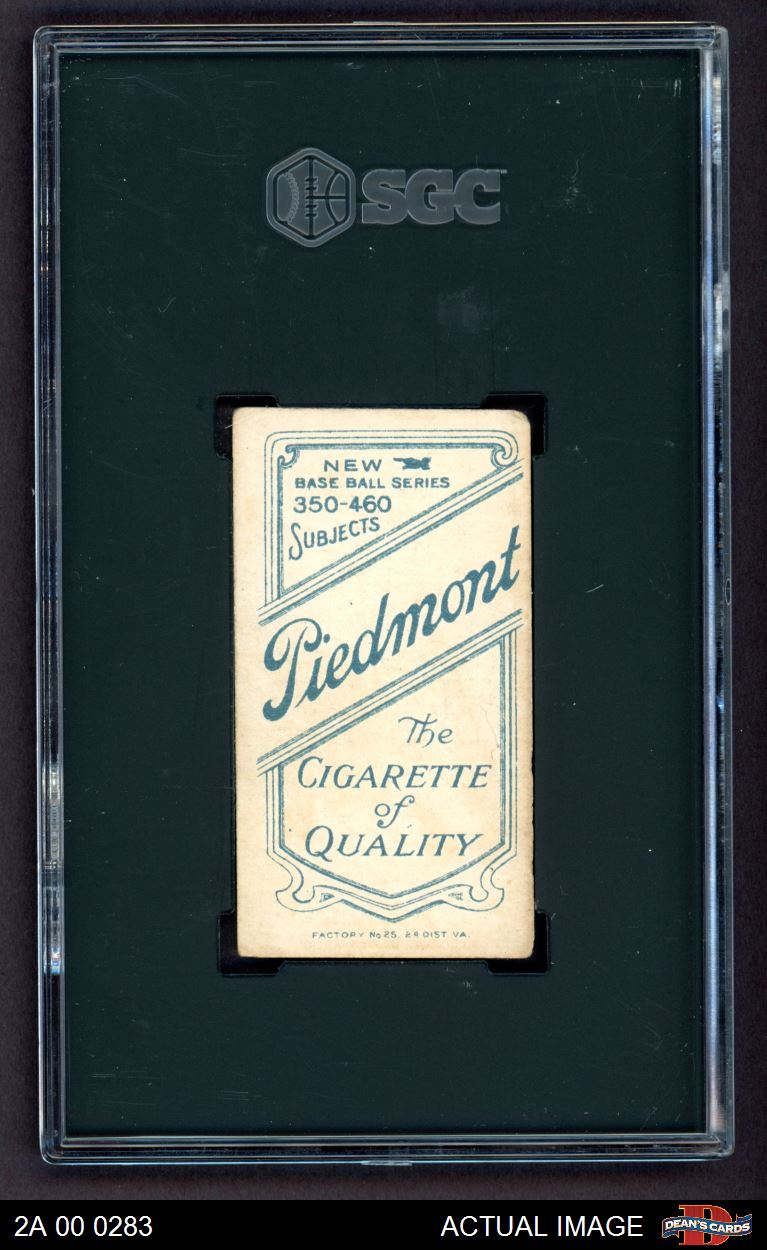 SGC
NEW
BASE BALL SERIES
350-460
SUBJECTS
Piedmont
The
CIGARETTE
of
QUALITY
FACTORY No 25. 2D DIST VA.
2A 00 0283
ACTUAL IMAGE
DEAN'S CARDS